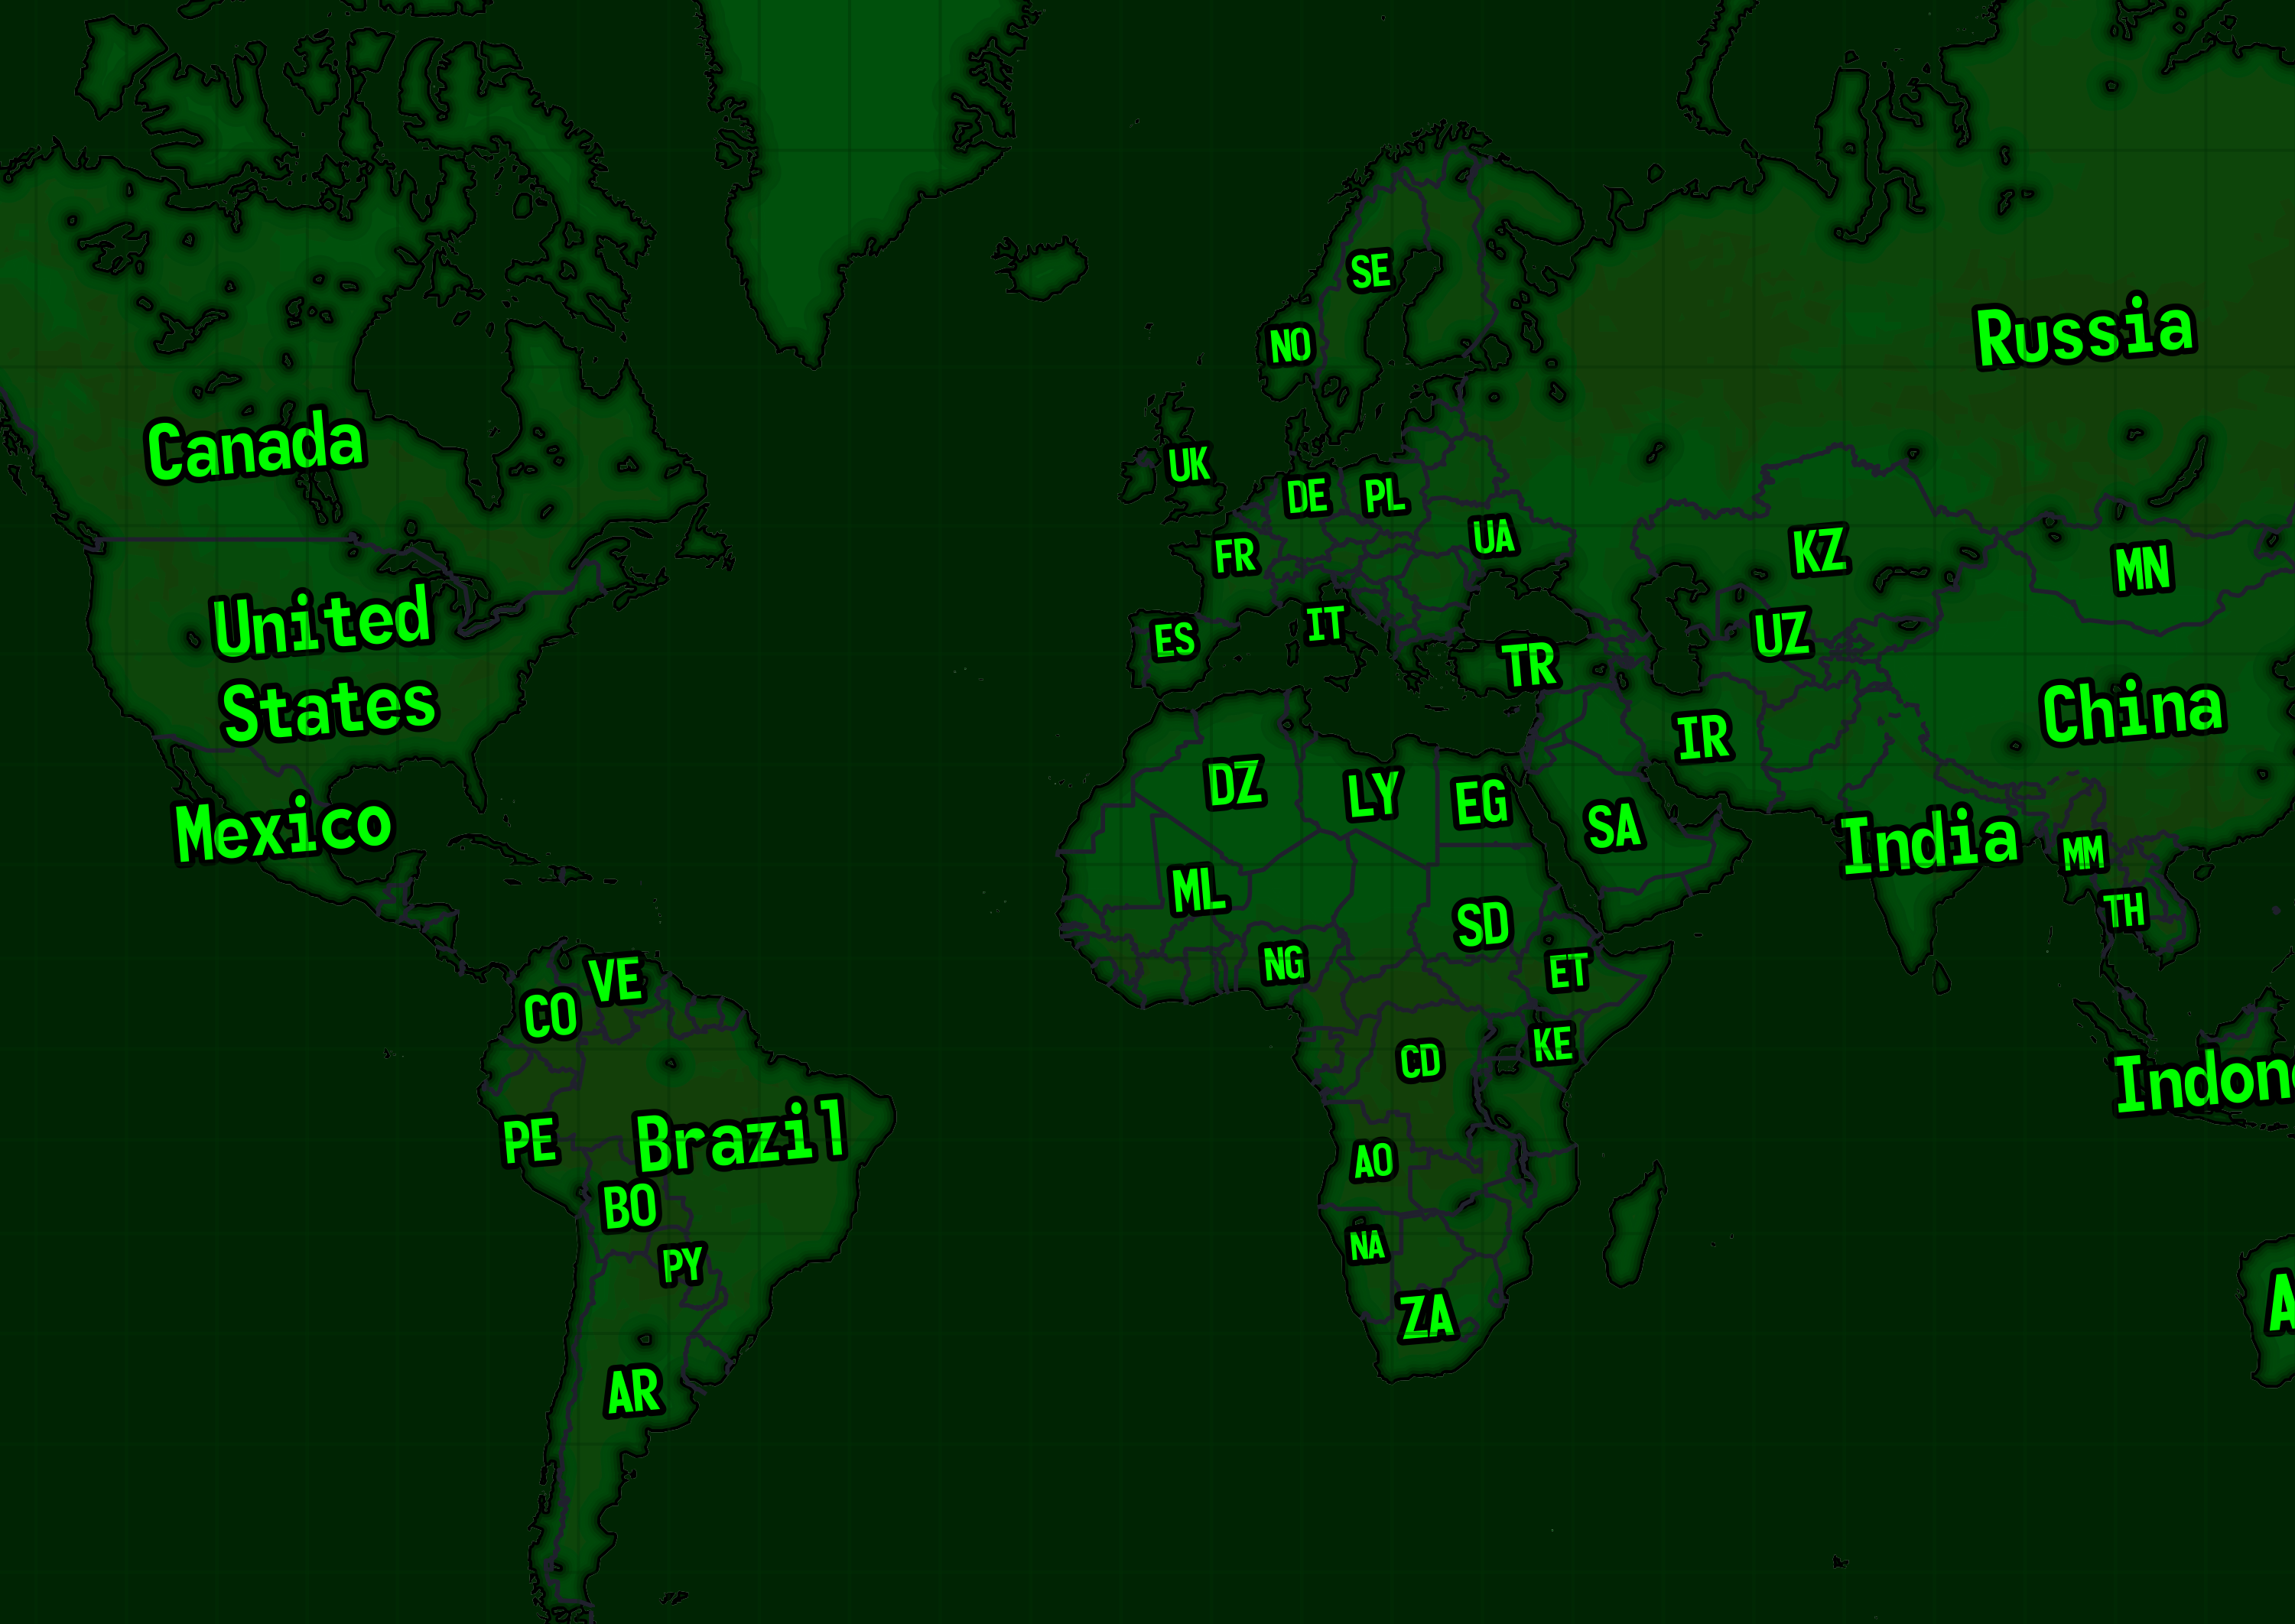 SE
Russia
NO
Canada
UK
DE
PL
UA
FR
KZ
MN
United
States
ES
IT
UZ
TR
China
IR
DZ
LY
EG
SA
Mexico
India
MM
ML
TH
SD
NG
ET
VE
CO
KE
CD
Indon
PE
Brazil
AO
BO
NA
PY
ZA
A
AR